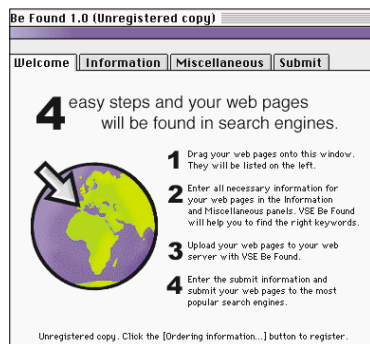 Be Found 1.0 (Unregistered copy)
Welcome Information Miscellaneous Submit
4 easy steps and your web pages
will be found in search engines.
1 Drag your web pages onto this window.
They will be listed on the left.
2 Enter all necessary information for
your web pages in the Information
and Miscellaneous panels. VSE Be Found
will help you to find the right keywords.
3 Upload your web pages to your web
server with VSE Be Found.
4 Enter the submit information and
submit your web pages to the most
popular search engines.
Unregistered copy. Click the [Ordering information...] button to register.